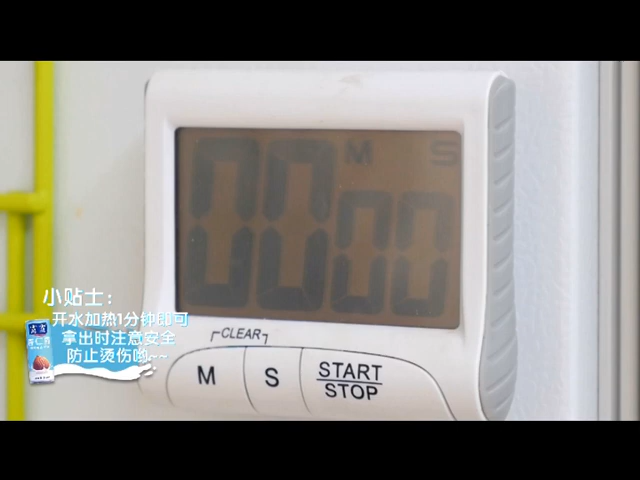 00 M 00 S
CLEAR
M S START
STOP
小贴士：
开水加热1分钟即可
拿出时注意安全
防止烫伤哟~~